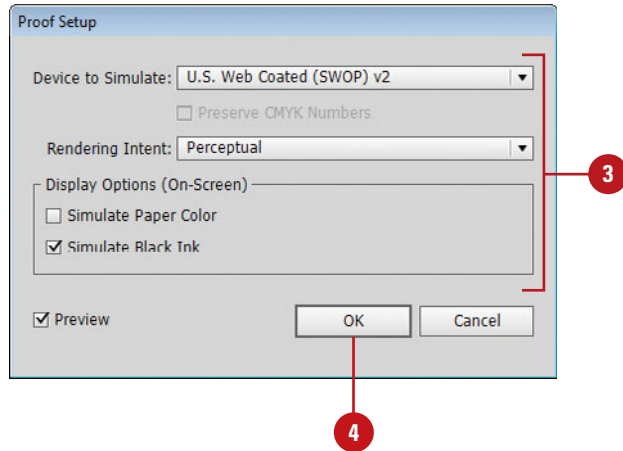 Proof Setup
Device to Simulate: U.S. Web Coated (SWOP) v2
Preserve CMYK Numbers
Rendering Intent: Perceptual
3
Display Options (On-Screen)
Simulate Paper Color
Simulate Black Ink
Preview OK Cancel
4